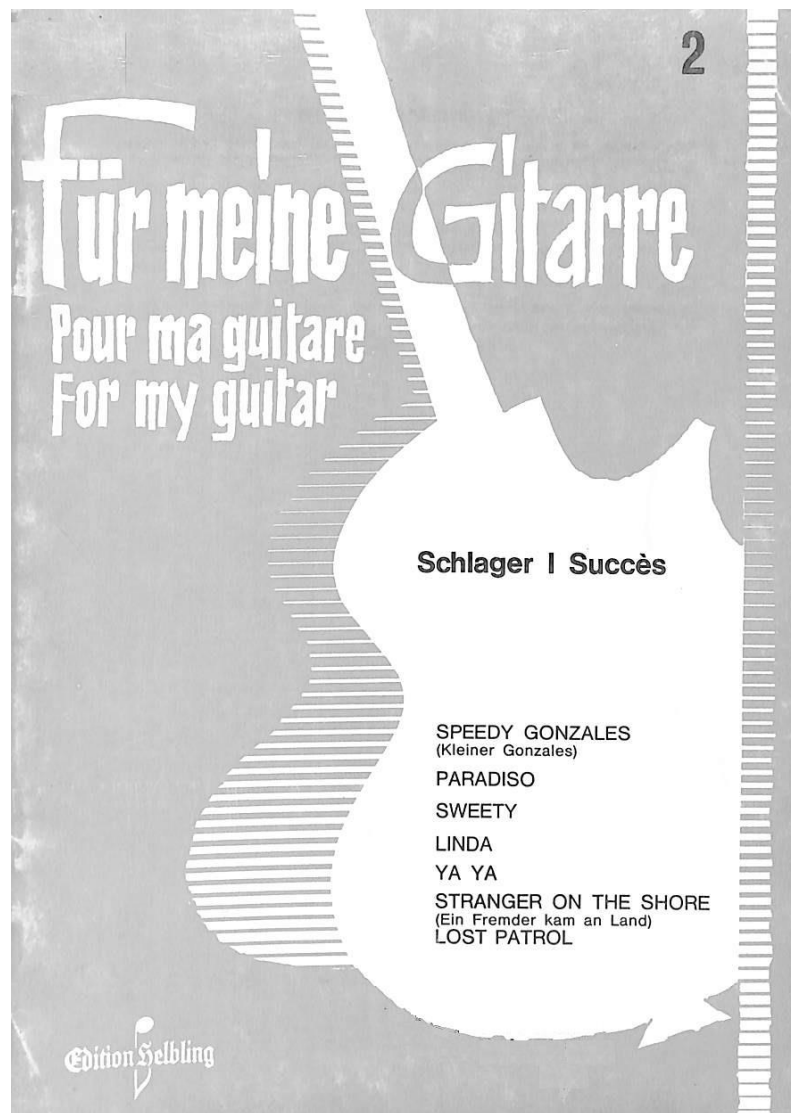 2
Für meine Gitarre
Pour ma guitare
For my guitar
Schlager I Succès
SPEEDY GONZALES
(Kleiner Gonzales)
PARADISO
SWEETY
LINDA
YA YA
STRANGER ON THE SHORE
(Ein Fremder kam an Land)
LOST PATROL
Edition Helbling